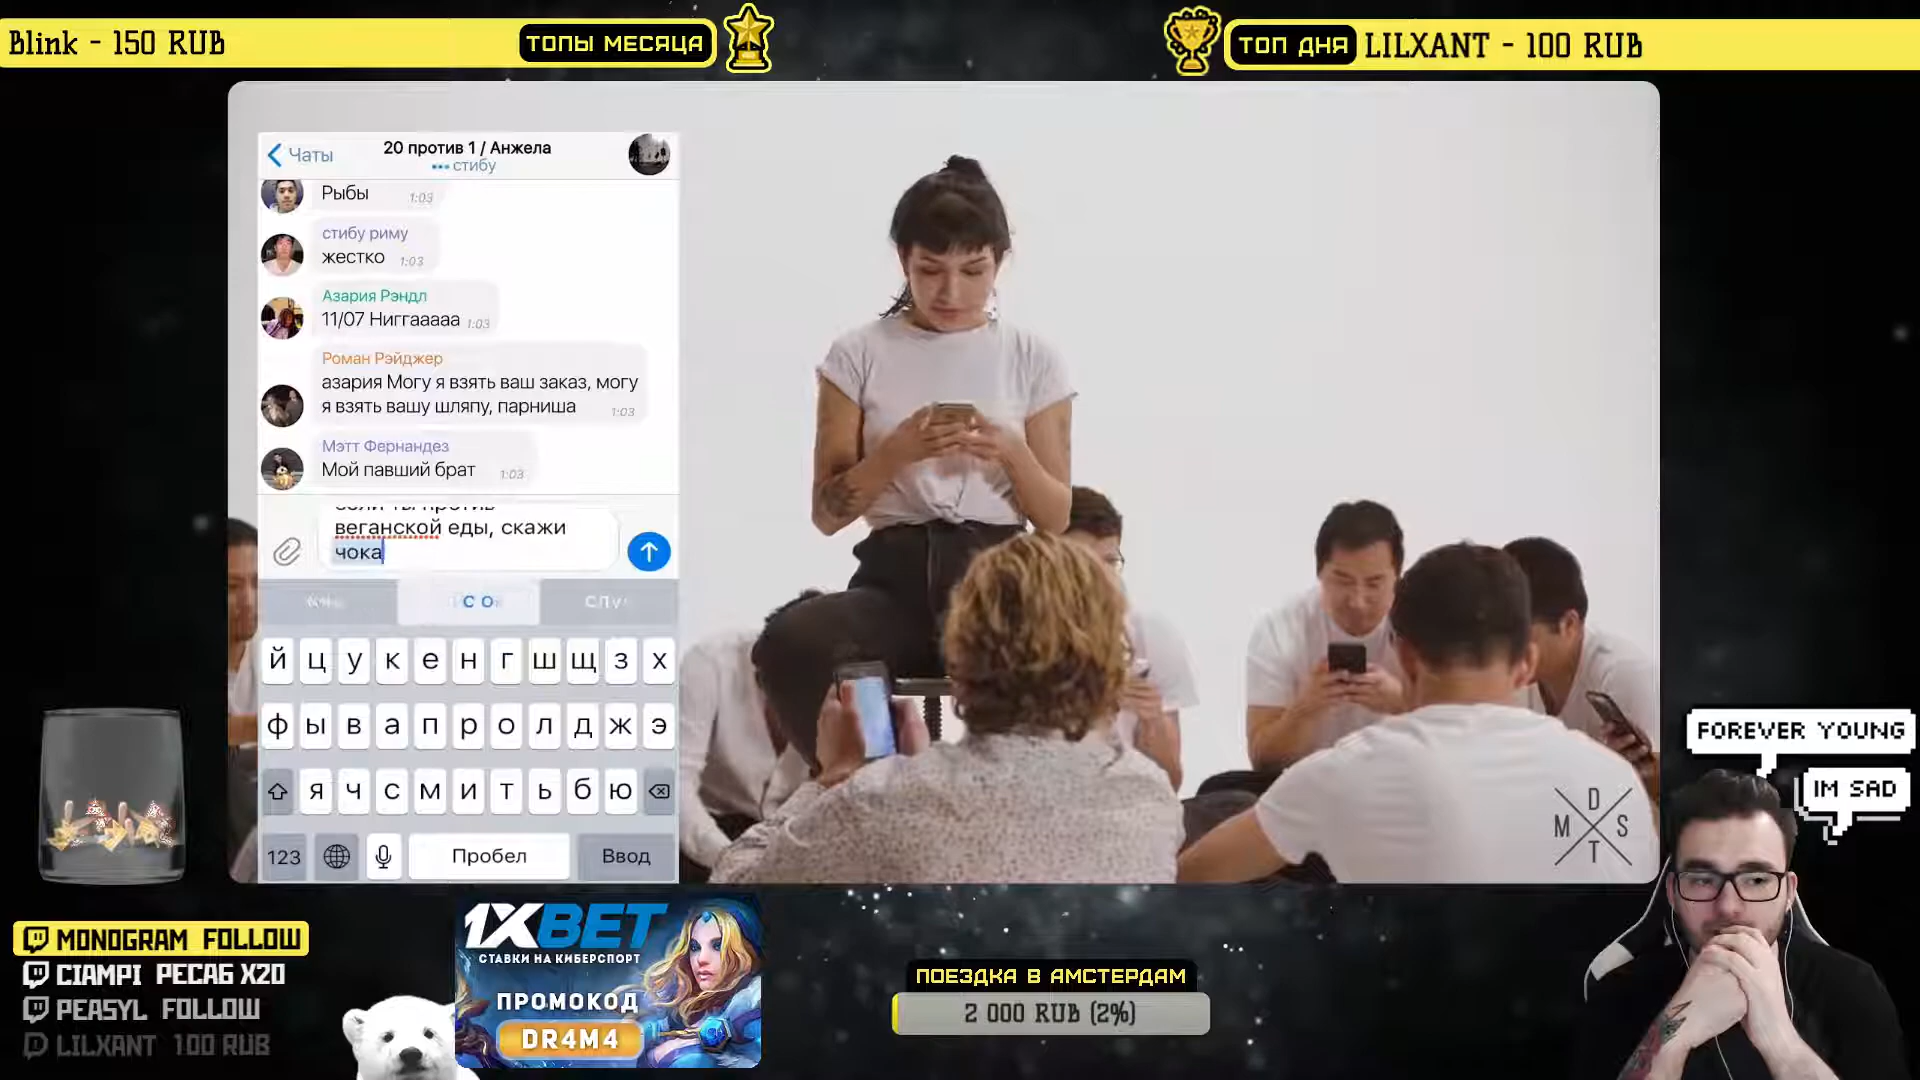 Blink - 150 RUB
ТОПЫ МЕСЯЦА
ТОП ДНЯ
LILXANT - 100 RUB
Чаты
20 против 1 / Анжела
стибу
Рыбы 1:03
стибу риму
жестко 1:03
Азария Рэндл
11/07 Ниггааааа 1:03
Роман Рэйджер
азария Могу я взять ваш заказ, могу
я взять вашу шляпу, парниша 1:03
Мэтт Фернандез
Мой павший брат 1:03
если ты против
веганской еды, скажи
чока
й ц у к е н г ш щ з х
ф ы в а п р о л д ж э
я ч с м и т ь б ю
123 Пробел Ввод
D
M S
T
FOREVER YOUNG
IM SAD
MONOGRAM FOLLOW
CIAMPI РЕСАБ X20
PEASYL FOLLOW
LILXANT 100 RUB
1XBET
СТАВКИ НА КИБЕРСПОРТ
ПРОМОКОД
DR4M4
ПОЕЗДКА В АМСТЕРДАМ
2 000 RUB (2%)